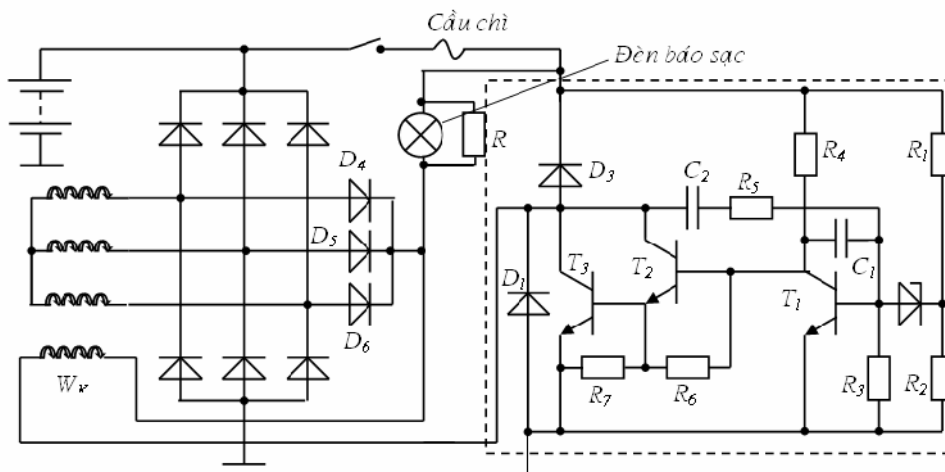 Cầu chì
Đèn báo sạc
R
D4
D5
D6
Wk
D3
C2
R5
R4
R1
T3
T2
D1
C1
T1
R7
R6
R3
R2